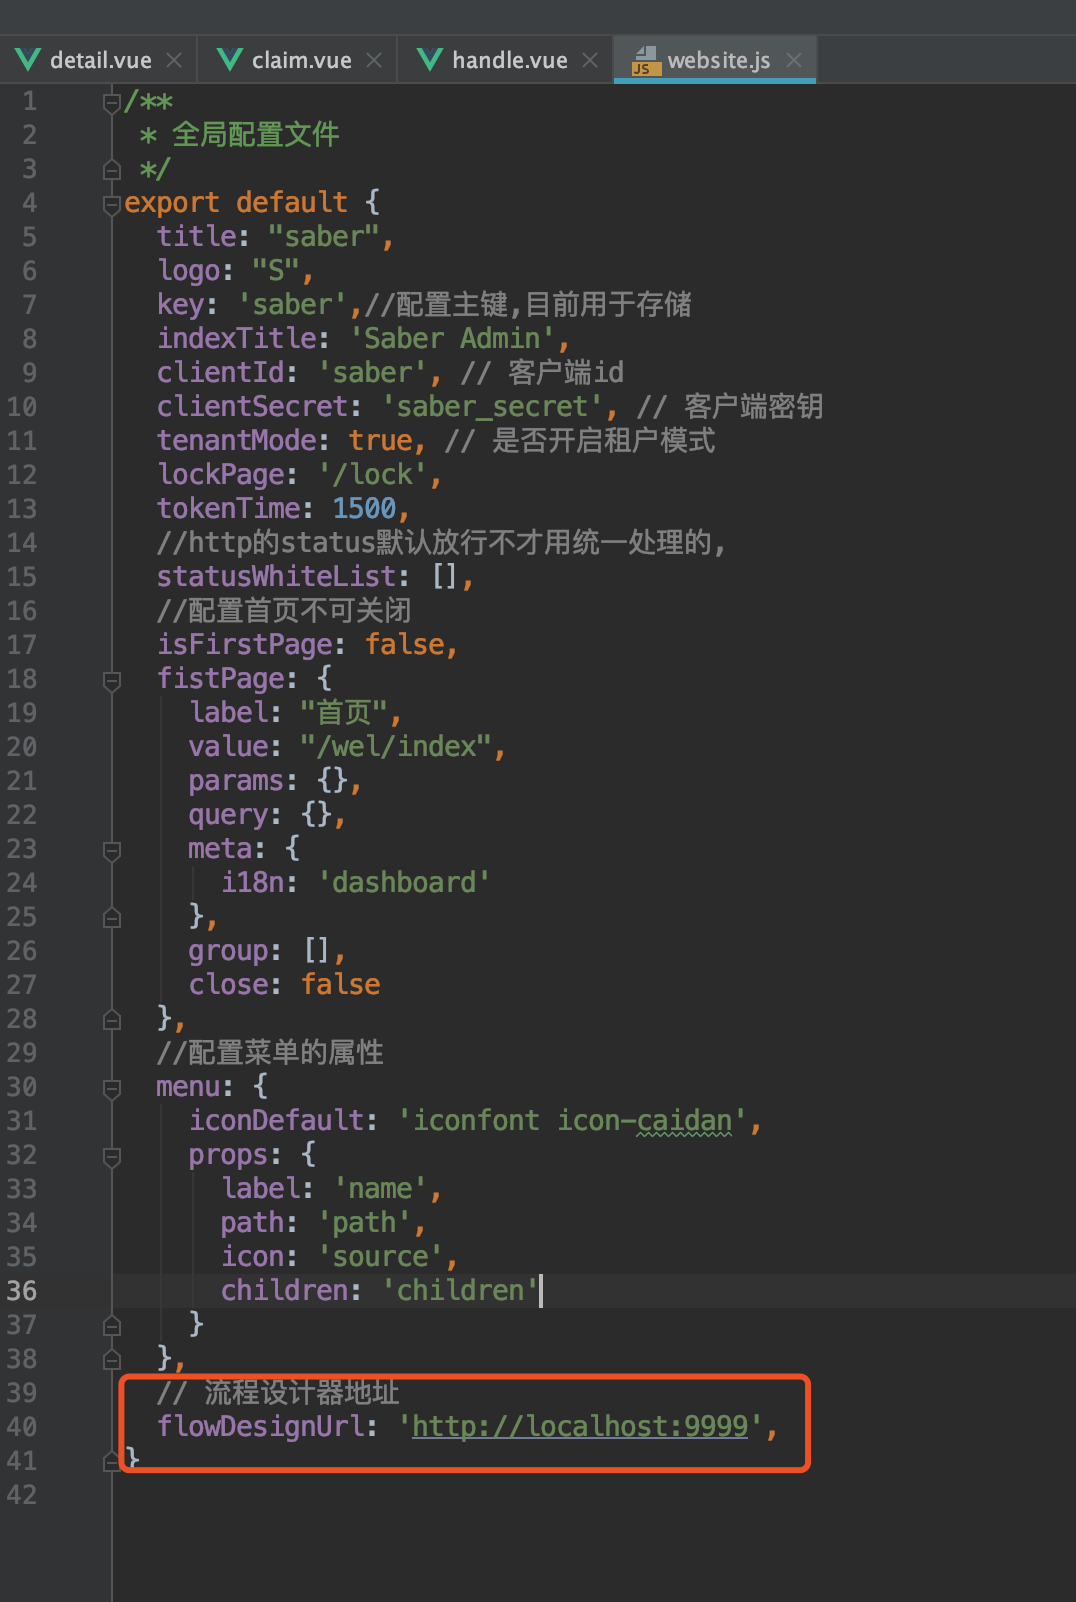 detail.vue claim.vue handle.vue JS website.js
1 /**
2 * 全局配置文件
3 */
4 export default {
5 title: "saber",
6 logo: "S",
7 key: 'saber',//配置主键,目前用于存储
8 indexTitle: 'Saber Admin',
9 clientId: 'saber', // 客户端id
10 clientSecret: 'saber_secret', // 客户端密钥
11 tenantMode: true, // 是否开启租户模式
12 lockPage: '/lock',
13 tokenTime: 1500,
14 //http的status默认放行不才用统一处理的,
15 statusWhiteList: [],
16 //配置首页不可关闭
17 isFirstPage: false,
18 fistPage: {
19 label: "首页",
20 value: "/wel/index",
21 params: {},
22 query: {},
23 meta: {
24 i18n: 'dashboard'
25 },
26 group: [],
27 close: false
28 },
29 //配置菜单的属性
30 menu: {
31 iconDefault: 'iconfont icon-caidan',
32 props: {
33 label: 'name',
34 path: 'path',
35 icon: 'source',
36 children: 'children'
37 }
38 },
39 // 流程设计器地址
40 flowDesignUrl: 'http://localhost:9999',
41 }
42